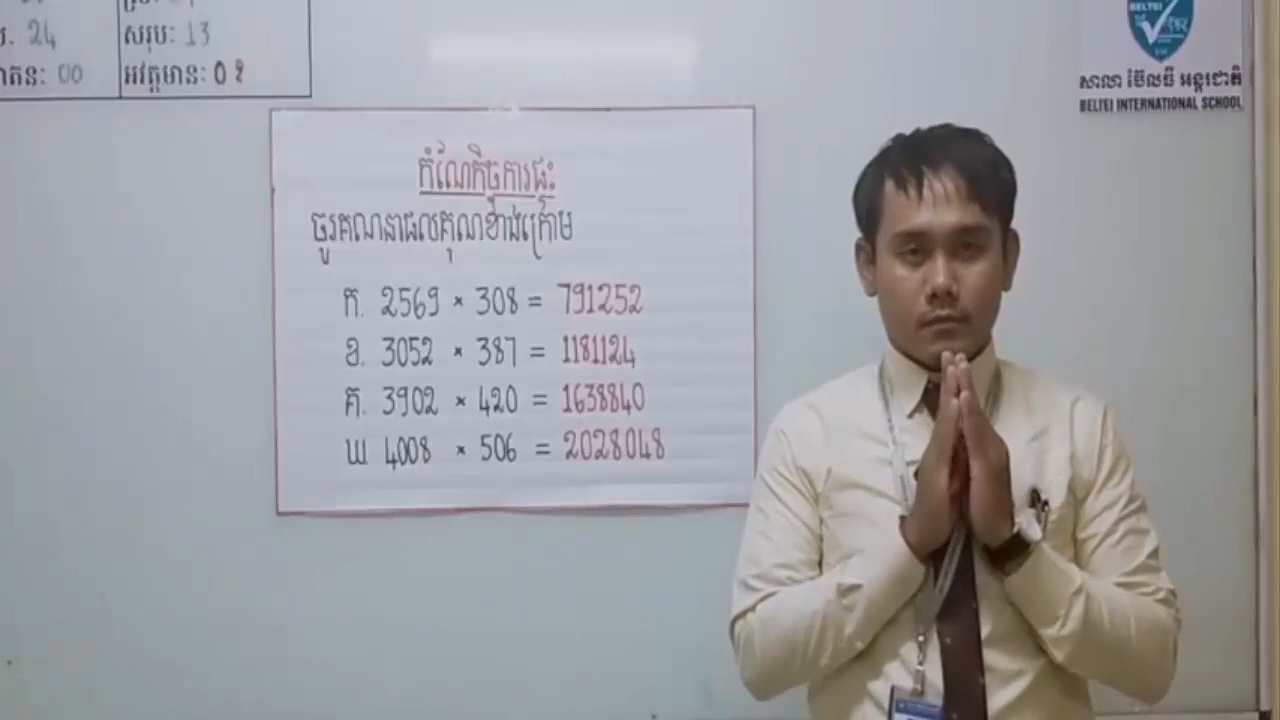 24
សរុប: 13
អវត្តមាន: 01
BELTEI
សាលា ប៊ែលធី អន្តរជាតិ
BELTEI INTERNATIONAL SCHOOL
កំណែកិច្ចការផ្ទះ
ចូរគណនាផលគុណខាងក្រោម
ក. 2569 × 308 = 791252
ខ. 3052 × 387 = 1181124
គ. 3902 × 420 = 1638840
ឃ 4008 × 506 = 2028048